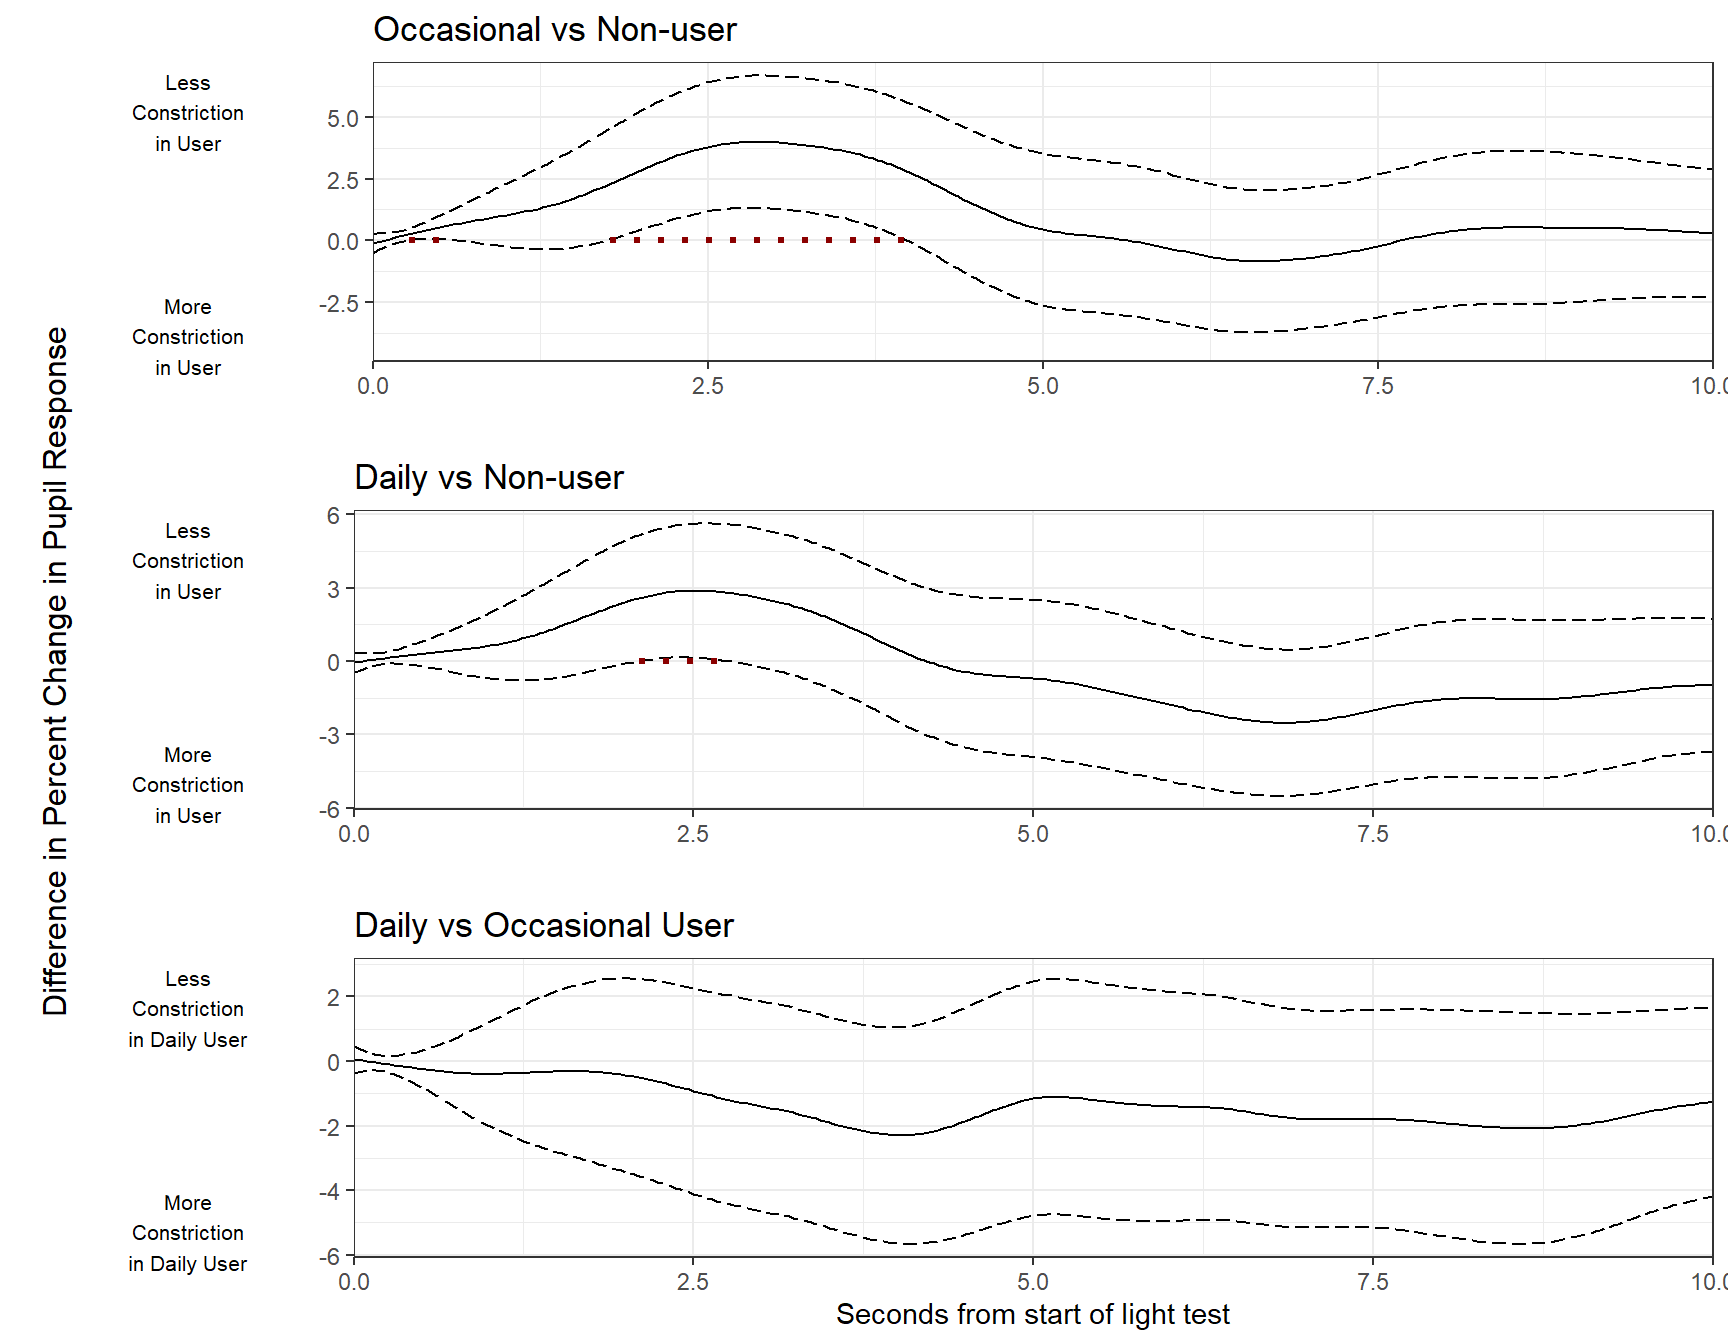 Difference in Percent Change in Pupil Response
Occasional vs Non-user
Less
Constriction
in User
More
Constriction
in User
5.0
2.5
0.0
-2.5
0.0 2.5 5.0 7.5 10.0
Daily vs Non-user
Less
Constriction
in User
More
Constriction
in User
6
3
0
-3
-6
0.0 2.5 5.0 7.5 10.0
Daily vs Occasional User
Less
Constriction
in Daily User
More
Constriction
in Daily User
2
0
-2
-4
-6
0.0 2.5 5.0 7.5 10.0
Seconds from start of light test